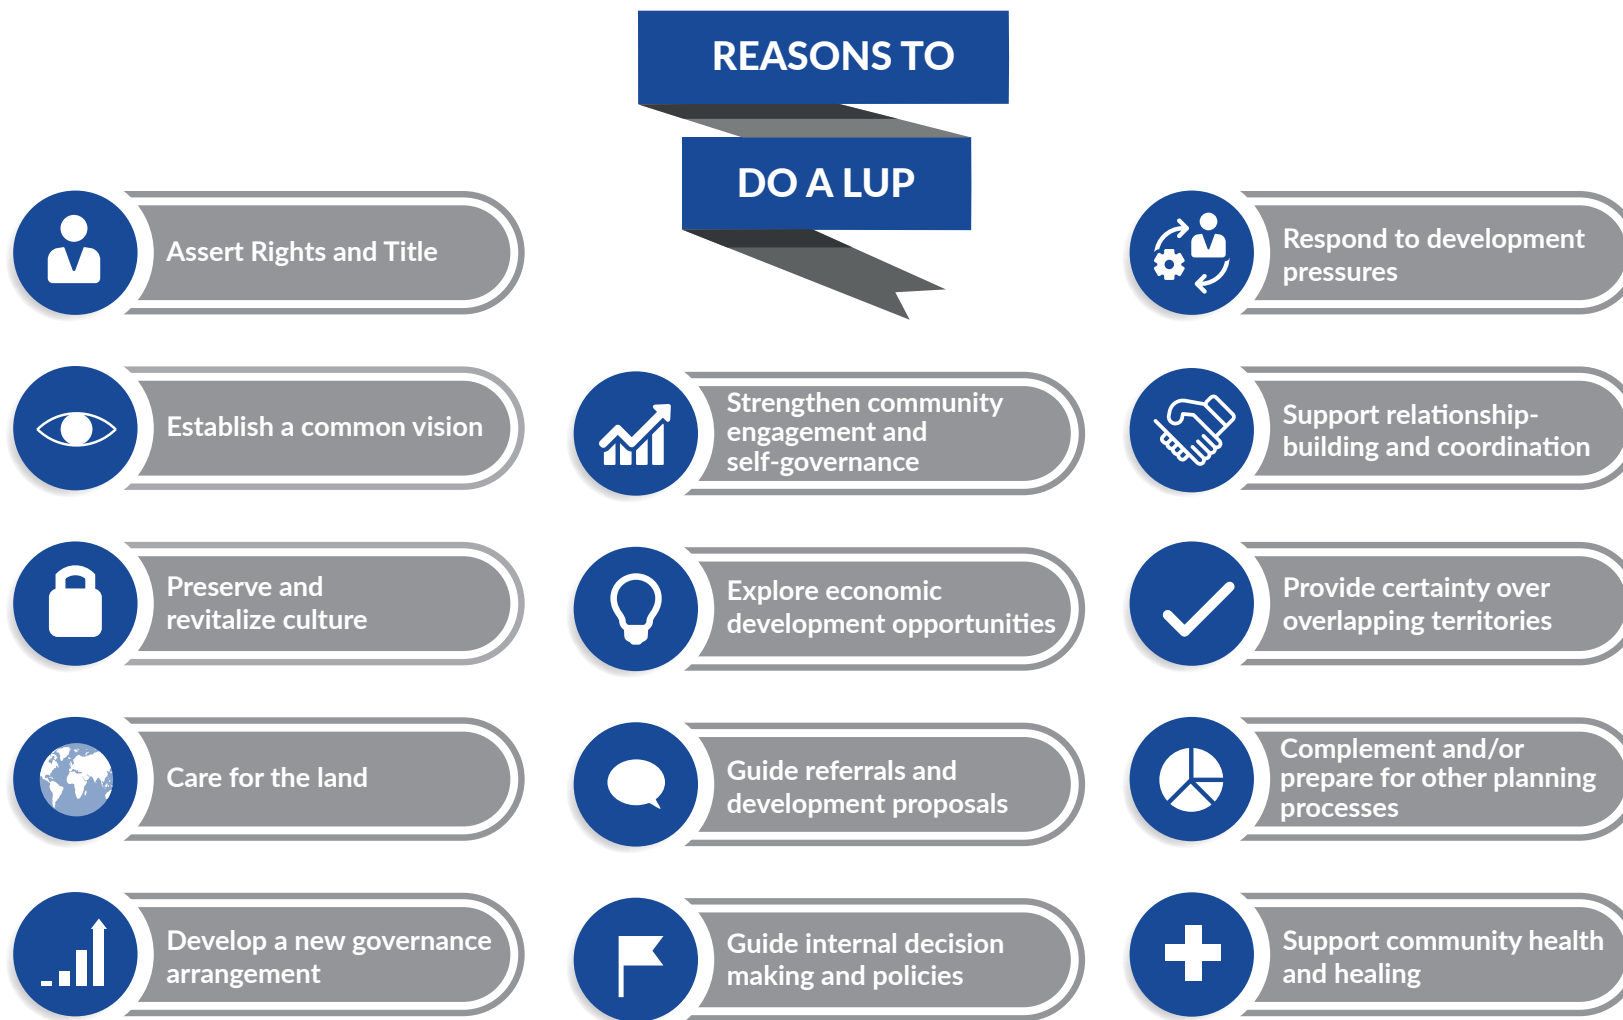 REASONS TO
DO A LUP
Assert Rights and Title
Establish a common vision
Preserve and
revitalize culture
Care for the land
Develop a new governance
arrangement
Strengthen community
engagement and
self-governance
Explore economic
development opportunities
Guide referrals and
development proposals
Guide internal decision
making and policies
Respond to development
pressures
Support relationship-
building and coordination
Provide certainty over
overlapping territories
Complement and/or
prepare for other planning
processes
Support community health
and healing